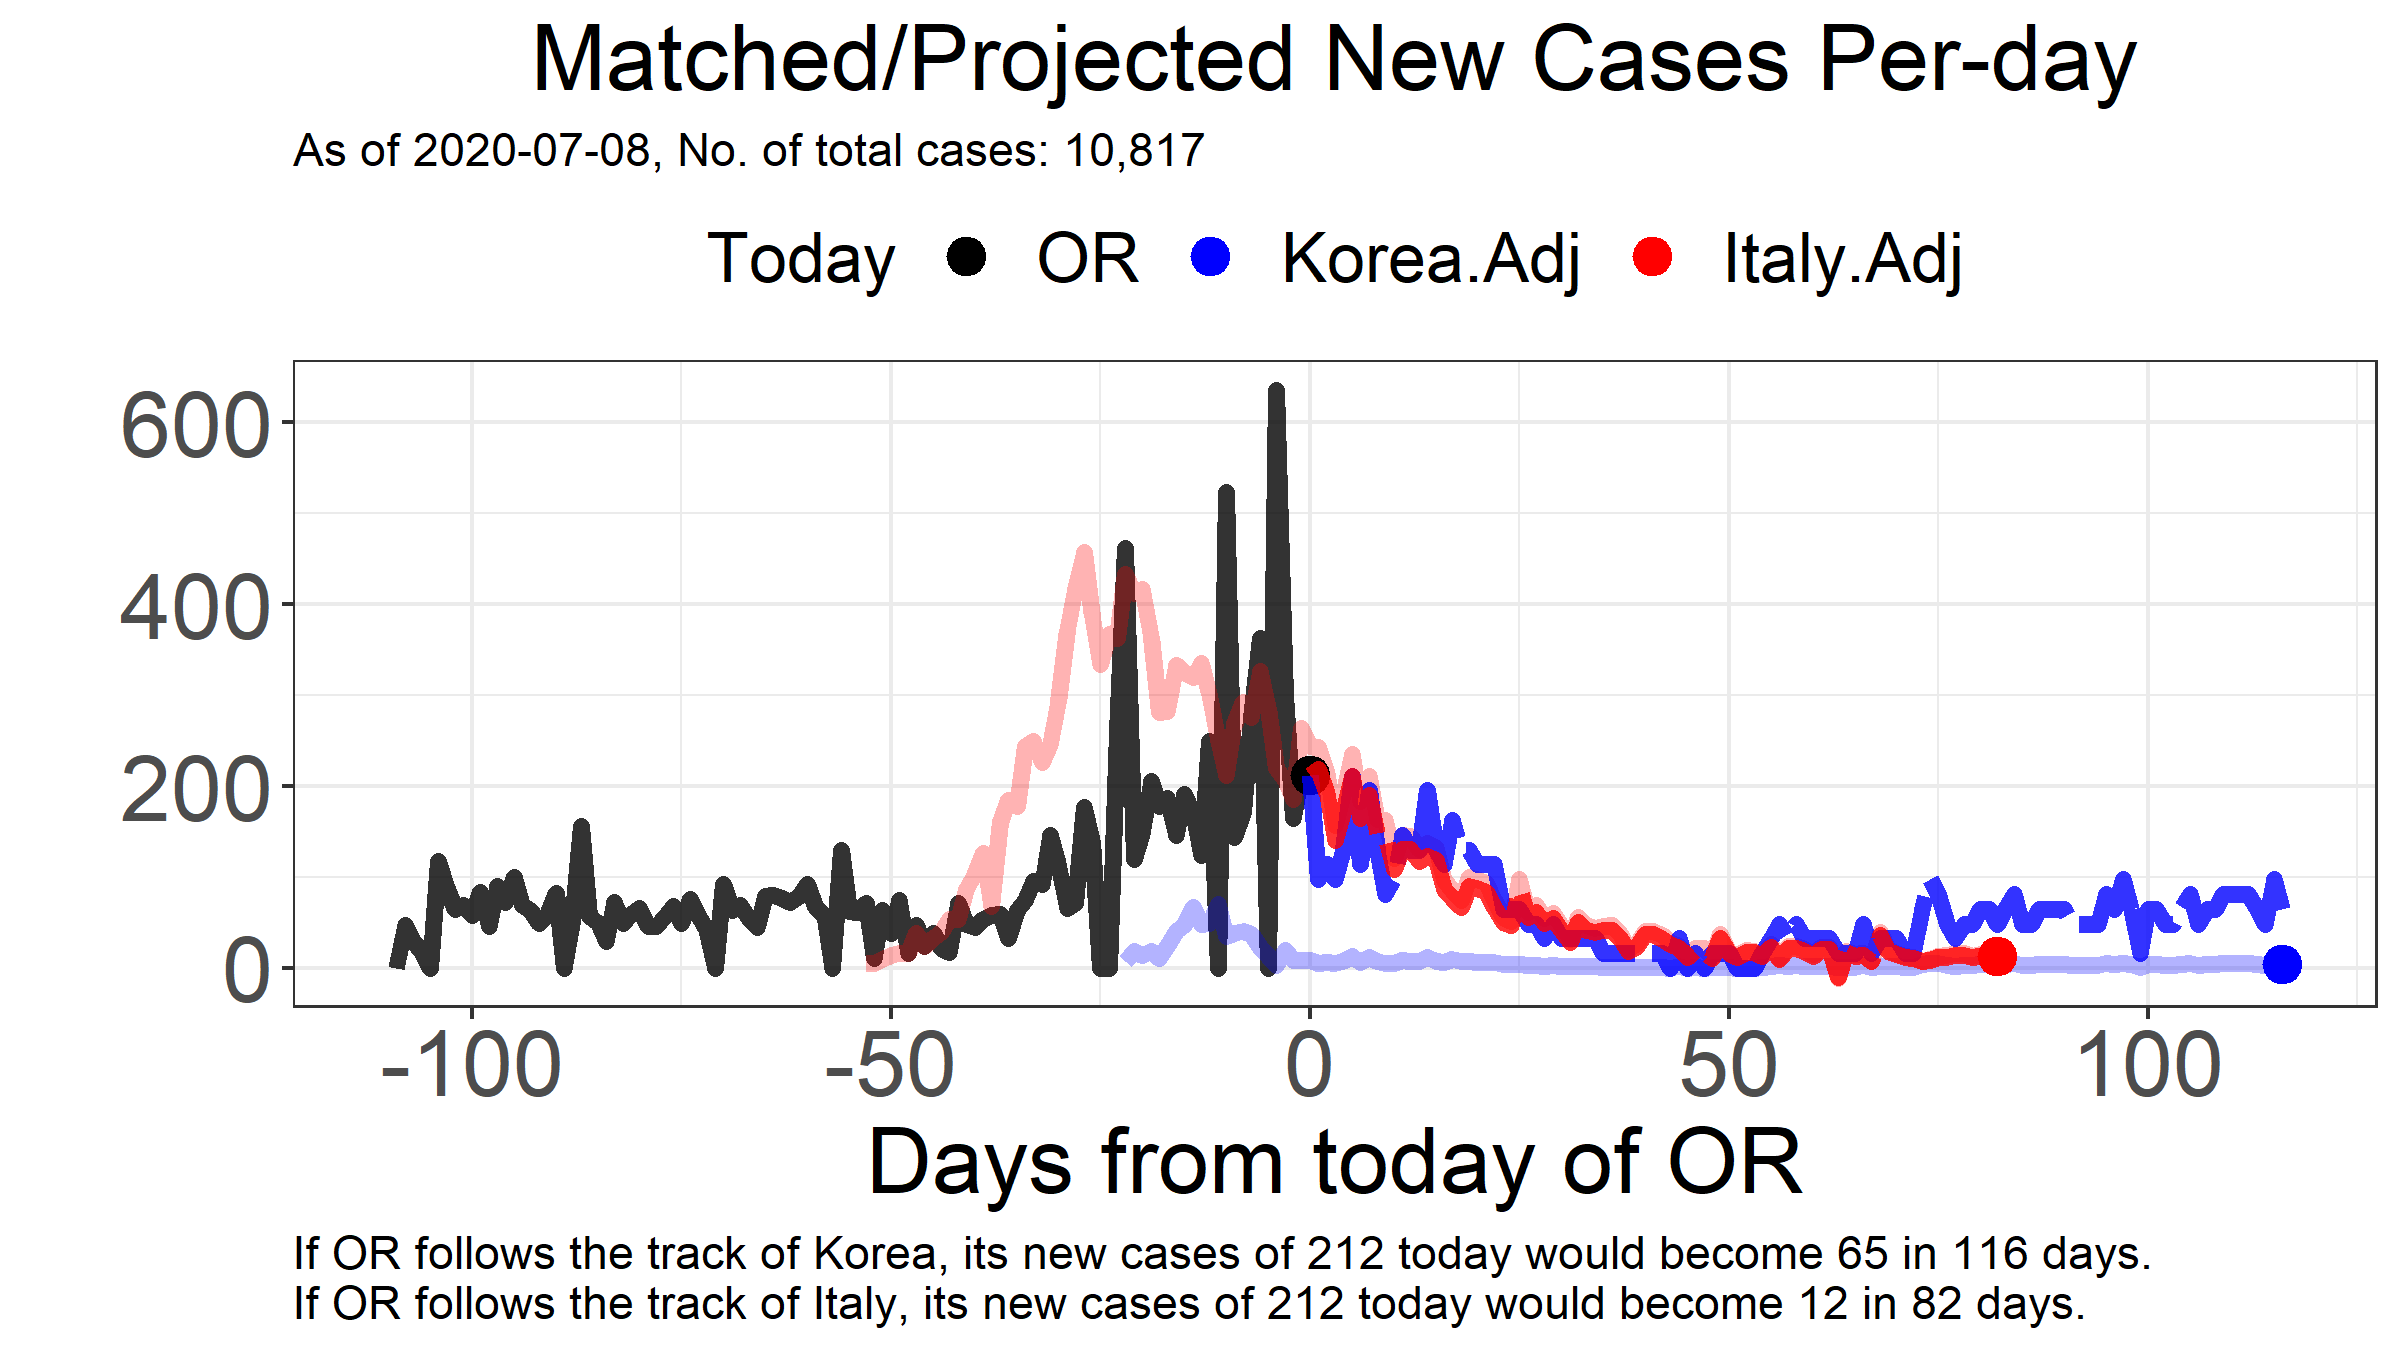 Matched/Projected New Cases Per-day
As of 2020-07-08, No. of total cases: 10,817
Today OR Korea.Adj Italy.Adj
600
400
200
0
-100 -50 0 50 100
Days from today of OR
If OR follows the track of Korea, its new cases of 212 today would become 65 in 116 days.
If OR follows the track of Italy, its new cases of 212 today would become 12 in 82 days.